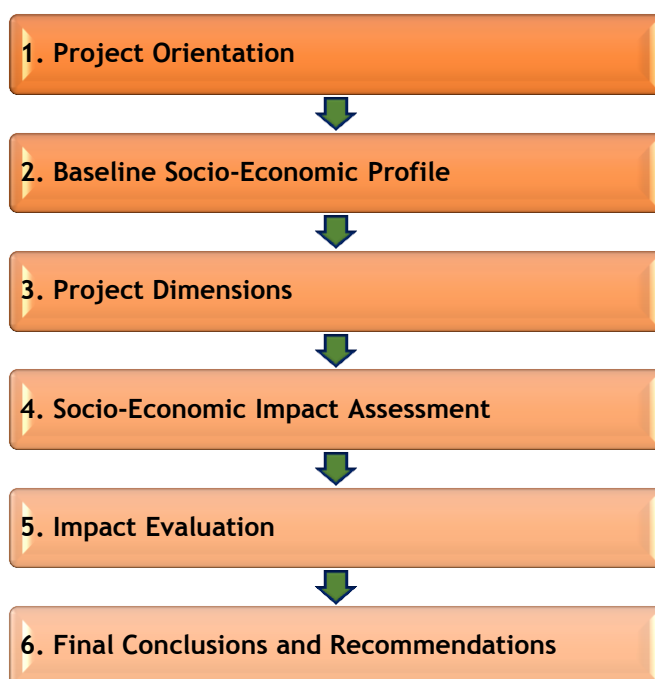 1. Project Orientation
2. Baseline Socio-Economic Profile
3. Project Dimensions
4. Socio-Economic Impact Assessment
5. Impact Evaluation
6. Final Conclusions and Recommendations